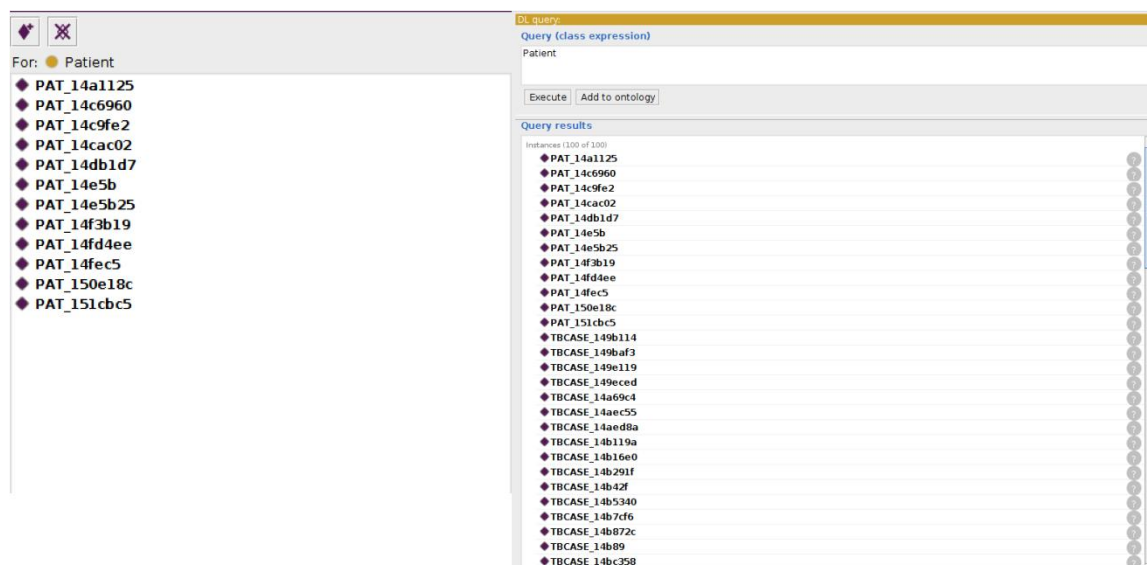 For: Patient
PAT_14a1125
PAT_14c6960
PAT_14c9fe2
PAT_14cac02
PAT_14db1d7
PAT_14e5b
PAT_14e5b25
PAT_14f3b19
PAT_14fd4ee
PAT_14fec5
PAT_150e18c
PAT_151cbc5
DL query:
Query (class expression)
Patient
Execute Add to ontology
Query results
Instances (100 of 100)
PAT_14a1125 ?
PAT_14c6960 ?
PAT_14c9fe2 ?
PAT_14cac02 ?
PAT_14db1d7 ?
PAT_14e5b ?
PAT_14e5b25 ?
PAT_14f3b19 ?
PAT_14fd4ee ?
PAT_14fec5 ?
PAT_150e18c ?
PAT_151cbc5 ?
TBCASE_149b114 ?
TBCASE_149baf3 ?
TBCASE_149e119 ?
TBCASE_149eced ?
TBCASE_14a69c4 ?
TBCASE_14aec55 ?
TBCASE_14aed8a ?
TBCASE_14b119a ?
TBCASE_14b16e0 ?
TBCASE_14b291f ?
TBCASE_14b42f ?
TBCASE_14b5340 ?
TBCASE_14b7cf6 ?
TBCASE_14b872c ?
TBCASE_14b89 ?
TBCASE_14bc358 ?